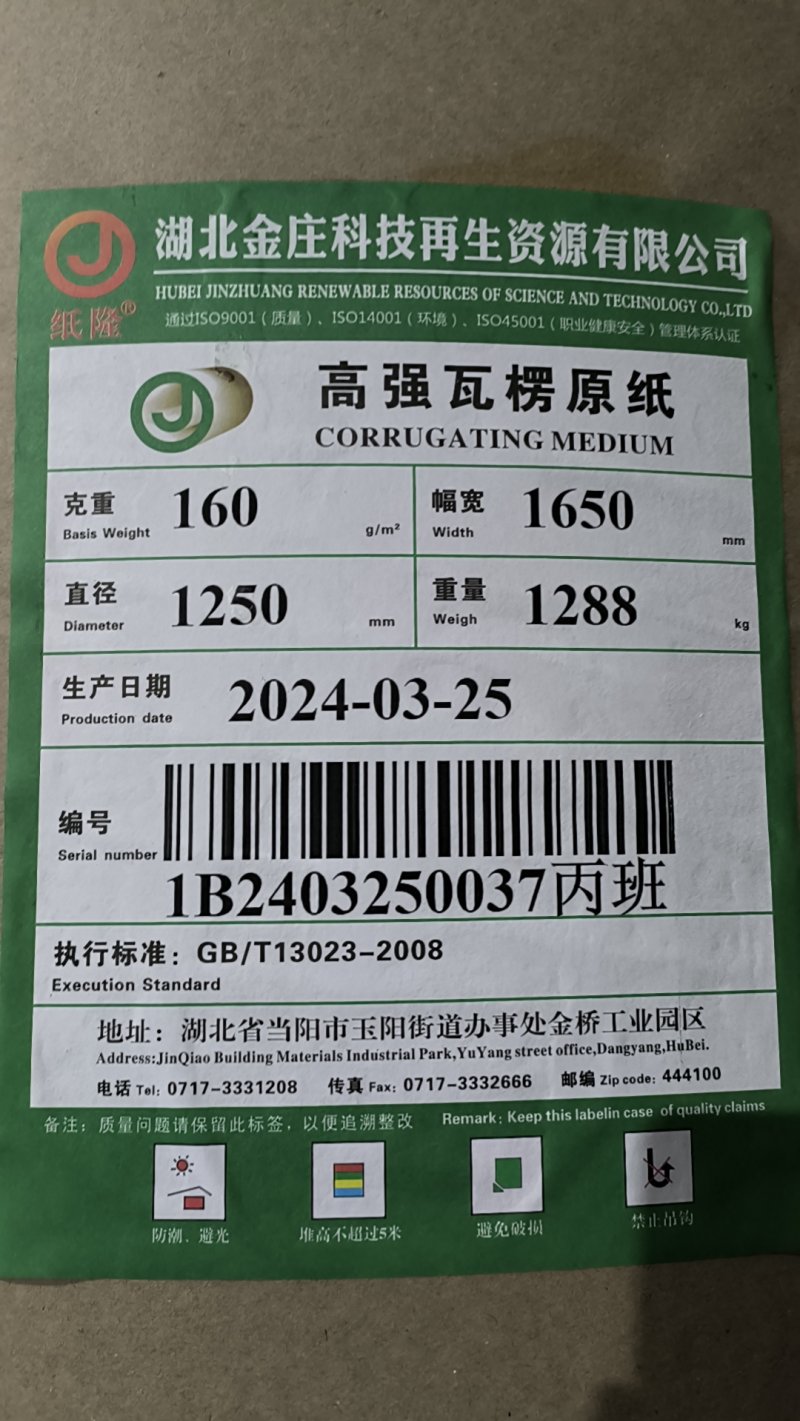 湖北金庄科技再生资源有限公司
HUBEI JINZHUANG RENEWABLE RESOURCES OF SCIENCE AND TECHNOLOGY CO.,LTD
纸隆®
通过ISO9001（质量）、ISO14001（环境）、ISO45001（职业健康安全）管理体系认证
高强瓦楞原纸
CORRUGATING MEDIUM
克重 160
Basis Weight g/m²
幅宽 1650
Width mm
直径 1250
Diameter mm
重量 1288
Weigh kg
生产日期 2024-03-25
Production date
编号
Serial number
1B2403250037丙班
执行标准：GB/T13023-2008
Execution Standard
地址：湖北省当阳市玉阳街道办事处金桥工业园区
Address:JinQiao Building Materials Industrial Park,YuYang street office,Dangyang,HuBei.
电话 Tel: 0717-3331208 传真 Fax: 0717-3332666 邮编 Zip code: 444100
备注：质量问题请保留此标签，以便追溯整改 Remark: Keep this labelin case of quality claims
防潮、避光 堆高不超过5米 避免破损 禁止吊钩